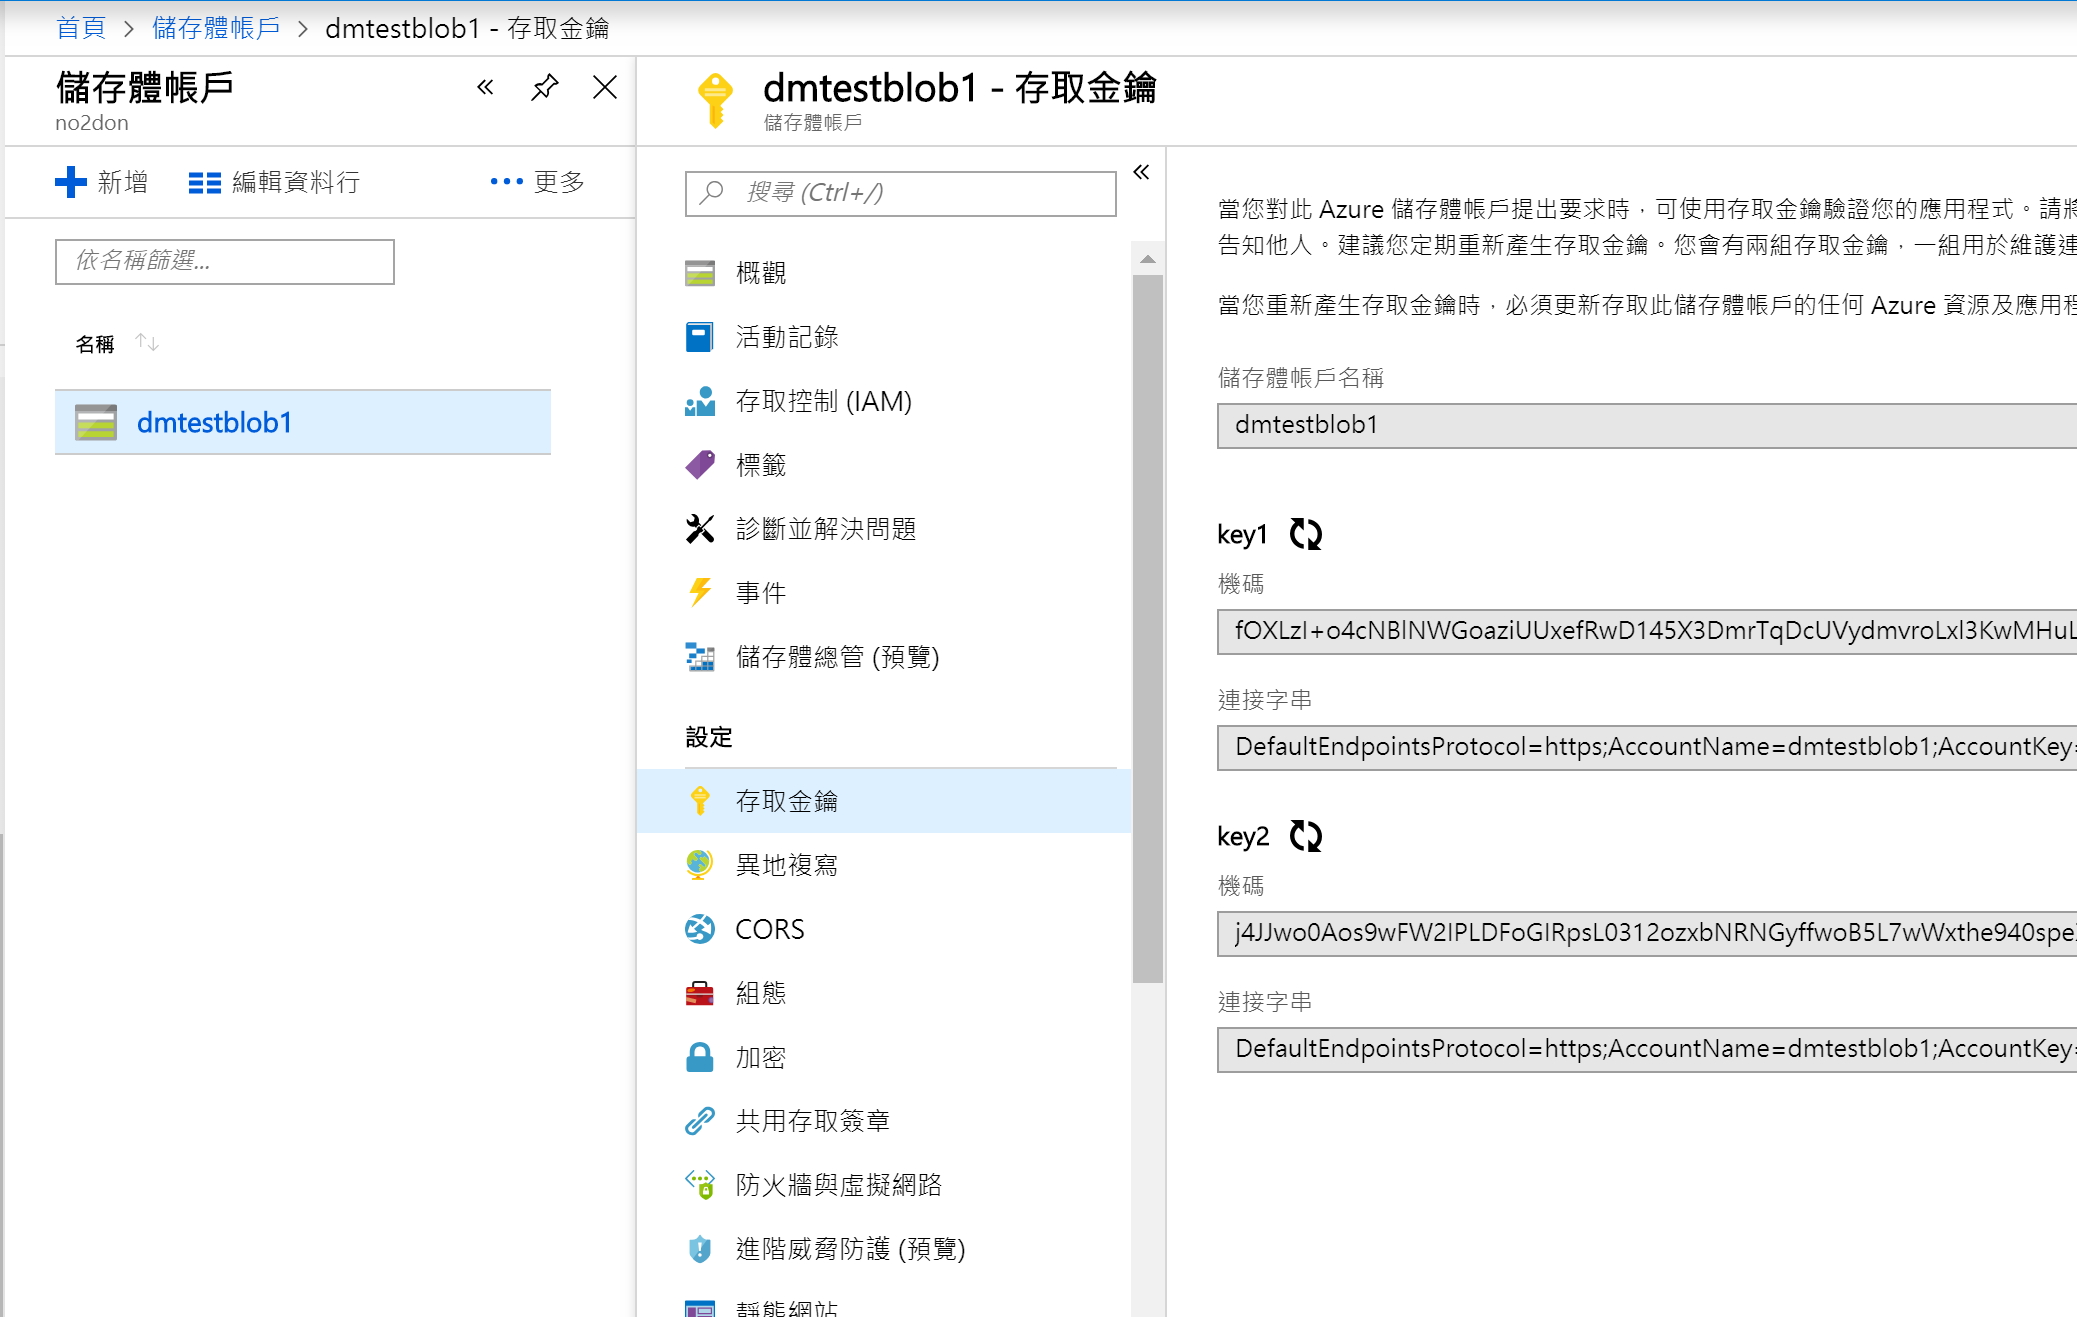 首頁 > 儲存體帳戶 > dmtestblob1 - 存取金鑰
儲存體帳戶
no2don
新增
編輯資料行
更多
依名稱篩選...
名稱
dmtestblob1
dmtestblob1 - 存取金鑰
儲存體帳戶
搜尋 (Ctrl+/)
概觀
活動記錄
存取控制 (IAM)
標籤
診斷並解決問題
事件
儲存體總管 (預覽)
設定
存取金鑰
異地複寫
CORS
組態
加密
共用存取簽章
防火牆與虛擬網路
進階威脅防護 (預覽)
靜態網站
當您對此 Azure 儲存體帳戶提出要求時，可使用存取金鑰驗證您的應用程式。請將
告知他人。建議您定期重新產生存取金鑰。您會有兩組存取金鑰，一組用於維護連
當您重新產生存取金鑰時，必須更新存取此儲存體帳戶的任何 Azure 資源及應用程
儲存體帳戶名稱
dmtestblob1
key1
機碼
fOXLzI+o4cNBlNWGoaziUUxefRwD145X3DmrTqDcUVydmvroLxl3KwMHuL
連接字串
DefaultEndpointsProtocol=https;AccountName=dmtestblob1;AccountKey=
key2
機碼
j4JJwo0Aos9wFW2IPLDFoGIRpsL0312ozxbNRNGyffwoB5L7wWxthe940spe
連接字串
DefaultEndpointsProtocol=https;AccountName=dmtestblob1;AccountKey=